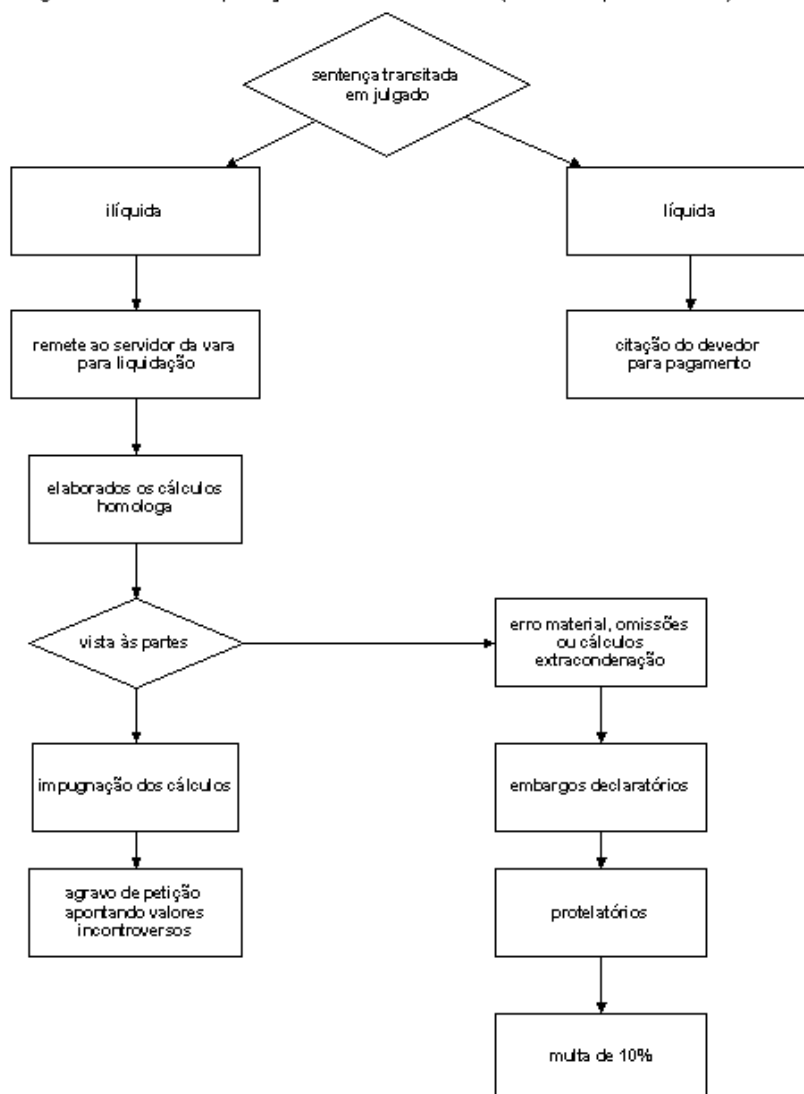 sentença transitada
em julgado
ilíquida
líquida
remete ao servidor da vara
para liquidação
citação do devedor
para pagamento
elaborados os cálculos
homologa
vista às partes
erro material, omissões
ou cálculos
extracondenação
impugnação dos cálculos
embargos declaratórios
agravo de petição
apontando valores
incontroversos
protelatórios
multa de 10%